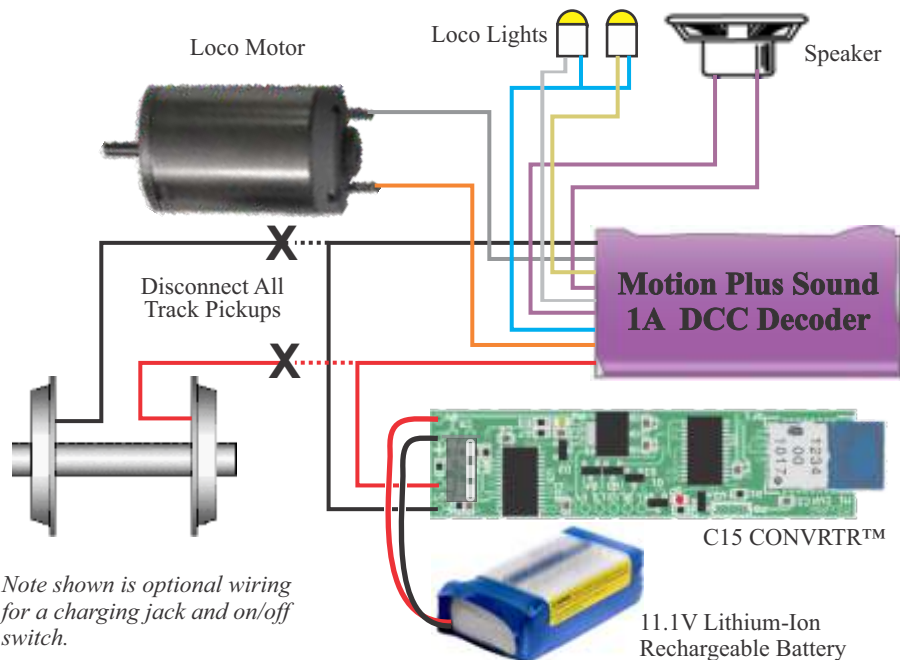 Loco Motor
Loco Lights
Speaker
X
Disconnect All
Track Pickups
X
Motion Plus Sound
1A DCC Decoder
1234
00
1017
C15 CONVRTR™
Note shown is optional wiring
for a charging jack and on/off
switch.
11.1V Lithium-Ion
Rechargeable Battery